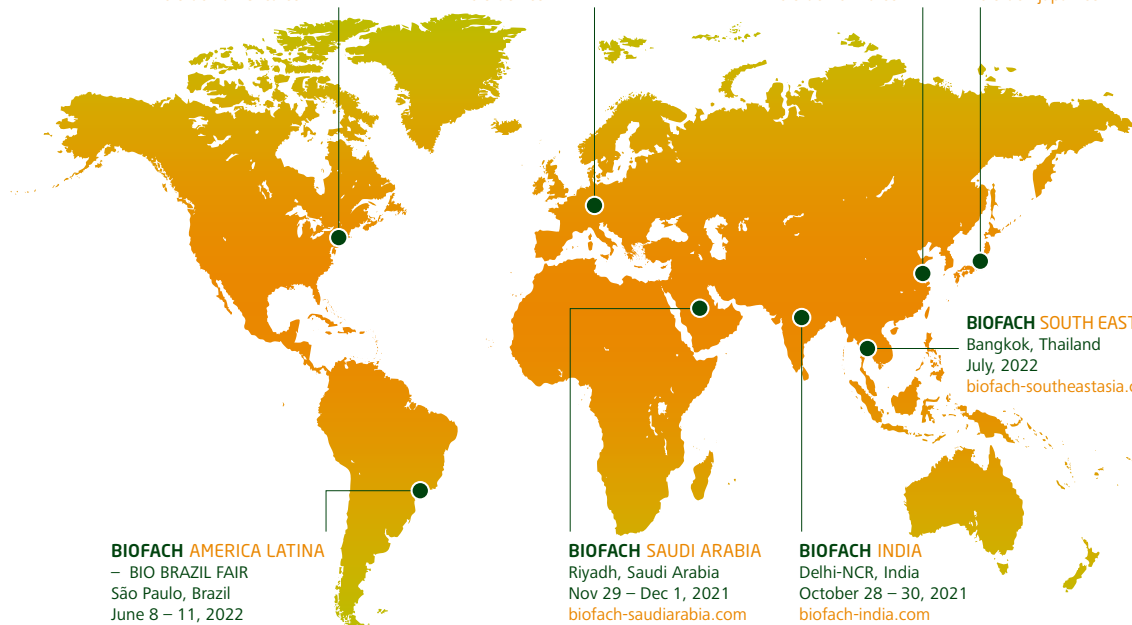 BIOFACH SOUTH EAST
Bangkok, Thailand
July, 2022
biofach-southeastasia.
BIOFACH AMERICA LATINA
– BIO BRAZIL FAIR
São Paulo, Brazil
June 8 – 11, 2022
BIOFACH SAUDI ARABIA
Riyadh, Saudi Arabia
Nov 29 – Dec 1, 2021
biofach-saudiarabia.com
BIOFACH INDIA
Delhi-NCR, India
October 28 – 30, 2021
biofach-india.com